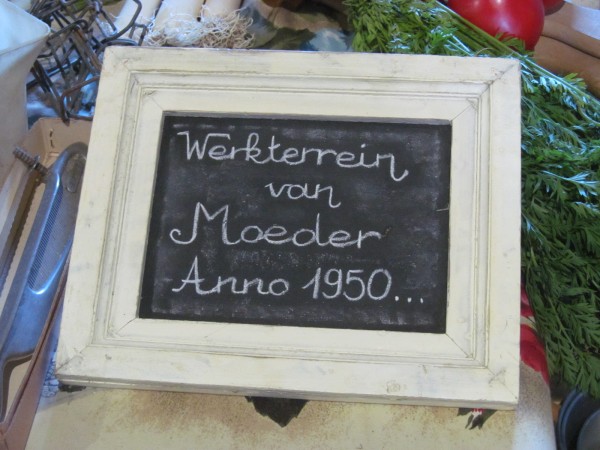 Werkterrein
van
Moeder
Anno 1950...